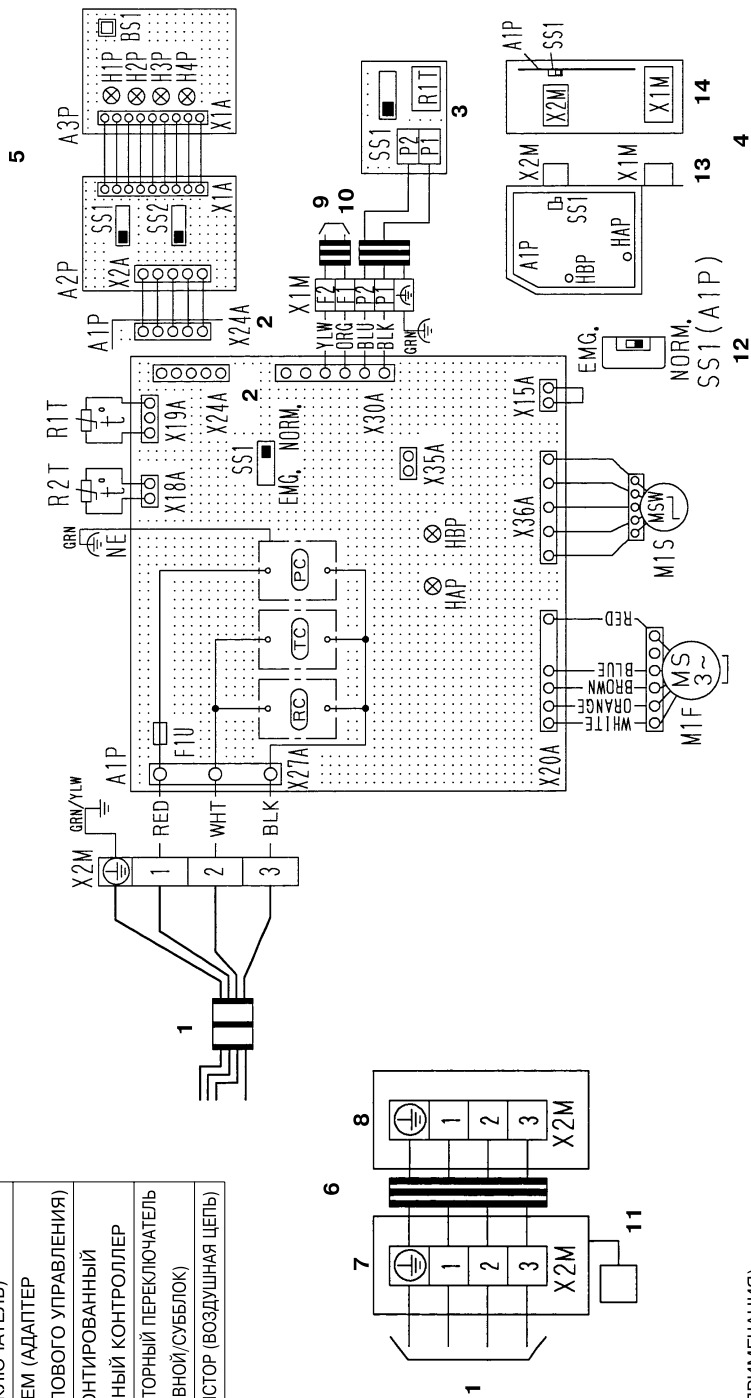 КЛЮЧАТЕЛЬ)
ЕМ (АДАПТЕР
ПОВОГО УПРАВЛЕНИЯ)
ОНТИРОВАННЫЙ
НЫЙ КОНТРОЛЛЕР
ТОРНЫЙ ПЕРЕКЛЮЧАТЕЛЬ
ВНОЙ/СУББЛОК)
СТОР (ВОЗДУШНАЯ ЦЕПЬ)
ПРИМЕЧАНИЯ)
1
X2M
GRN/YLW
1
2
3
RED
WHT
BLK
A1P
F1U
X27A
RC
TC
PC
GRN
NE
R2T
R1T
t°
t°
X18A
X19A
X24A
2
SS1
EMG.
NORM.
X30A
X35A
HAP
HBP
X15A
X36A
MSW
M1S
X20A
WHITE
ORANGE
BROWN
BLUE
RED
MS
3~
M1F
A1P
X24A
2
A2P
X2A
SS1
SS2
X1A
A3P
BS1
H1P
H2P
H3P
H4P
X1A
5
X1M
YLW
ORG
BLU
BLK
GRN
F2
F1
P2
P1
9
10
SS1
P2
P1
R1T
3
EMG.
NORM.
SS1(A1P)
12
A1P
HBP
HAP
SS1
X2M
X1M
13
X2M
X1M
A1P
SS1
14
4
1
7
1
2
3
X2M
6
8
1
2
3
X2M
11